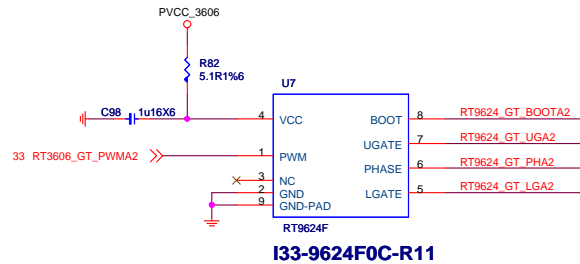 PVCC_3606
R82
5.1R1%6
C98
1u16X6
U7
4 VCC
BOOT 8 RT9624_GT_BOOTA2
UGATE 7 RT9624_GT_UGA2
33 RT3606_GT_PWMA2 1 PWM
PHASE 6 RT9624_GT_PHA2
3 NC
2 GND
LGATE 5 RT9624_GT_LGA2
9 GND-PAD
RT9624F
I33-9624F0C-R11